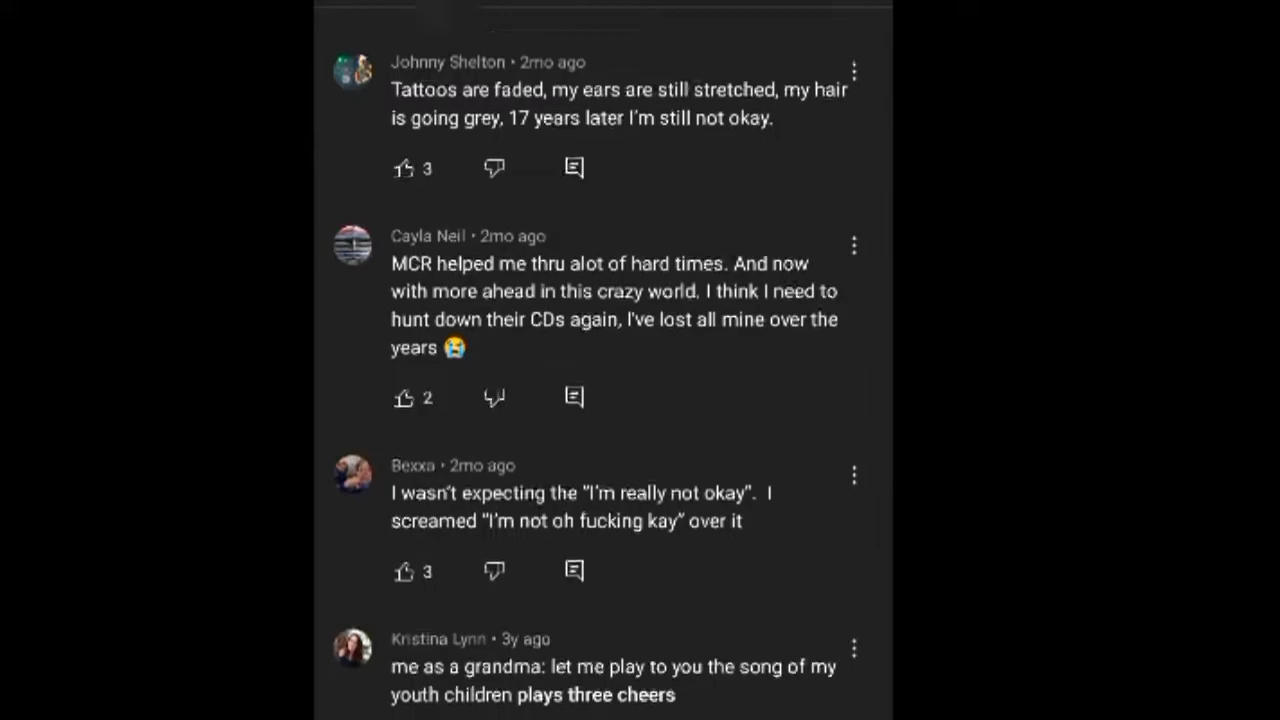 Johnny Shelton • 2mo ago
Tattoos are faded, my ears are still stretched, my hair
is going grey, 17 years later I'm still not okay.
3
Cayla Neil • 2mo ago
MCR helped me thru alot of hard times. And now
with more ahead in this crazy world. I think I need to
hunt down their CDs again, I've lost all mine over the
years 😭
2
Bexxa • 2mo ago
I wasn't expecting the "I'm really not okay". I
screamed "I'm not oh fucking kay" over it
3
Kristina Lynn • 3y ago
me as a grandma: let me play to you the song of my
youth children plays three cheers